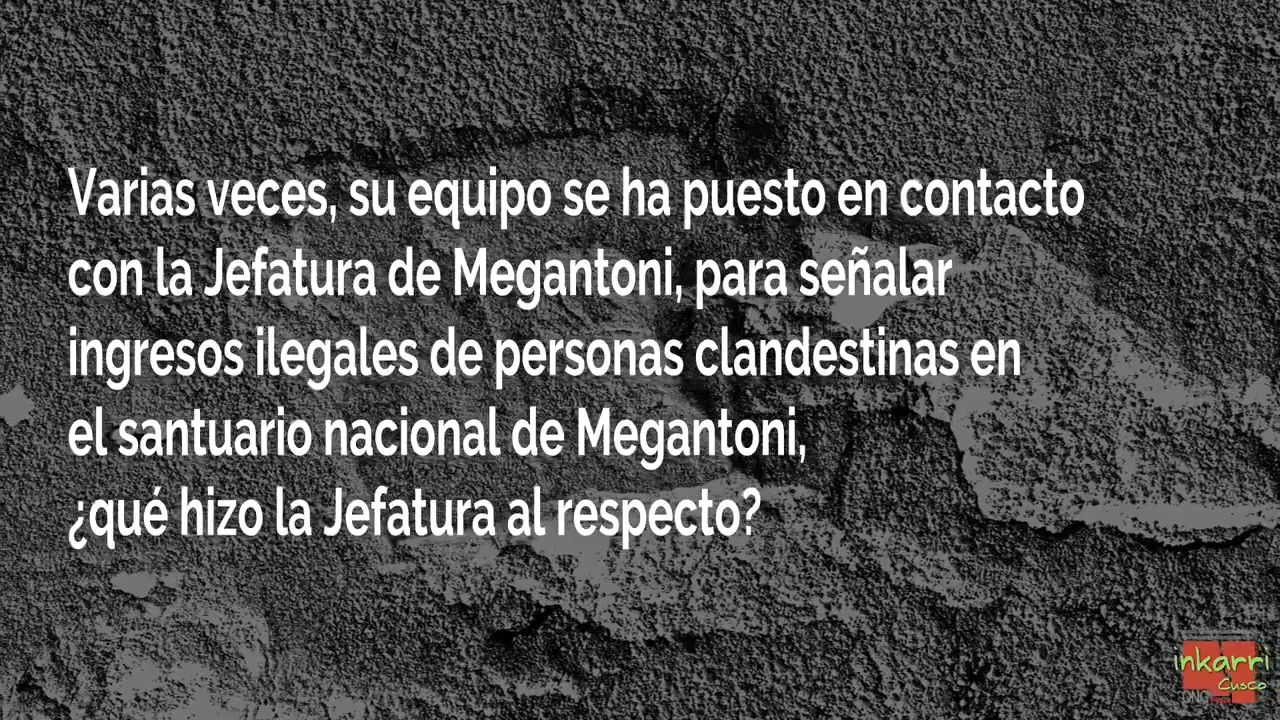 Varias veces, su equipo se ha puesto en contacto
con la Jefatura de Megantoni, para señalar
ingresos ilegales de personas clandestinas en
el santuario nacional de Megantoni,
¿qué hizo la Jefatura al respecto?
inkarri
Cusco
ONG